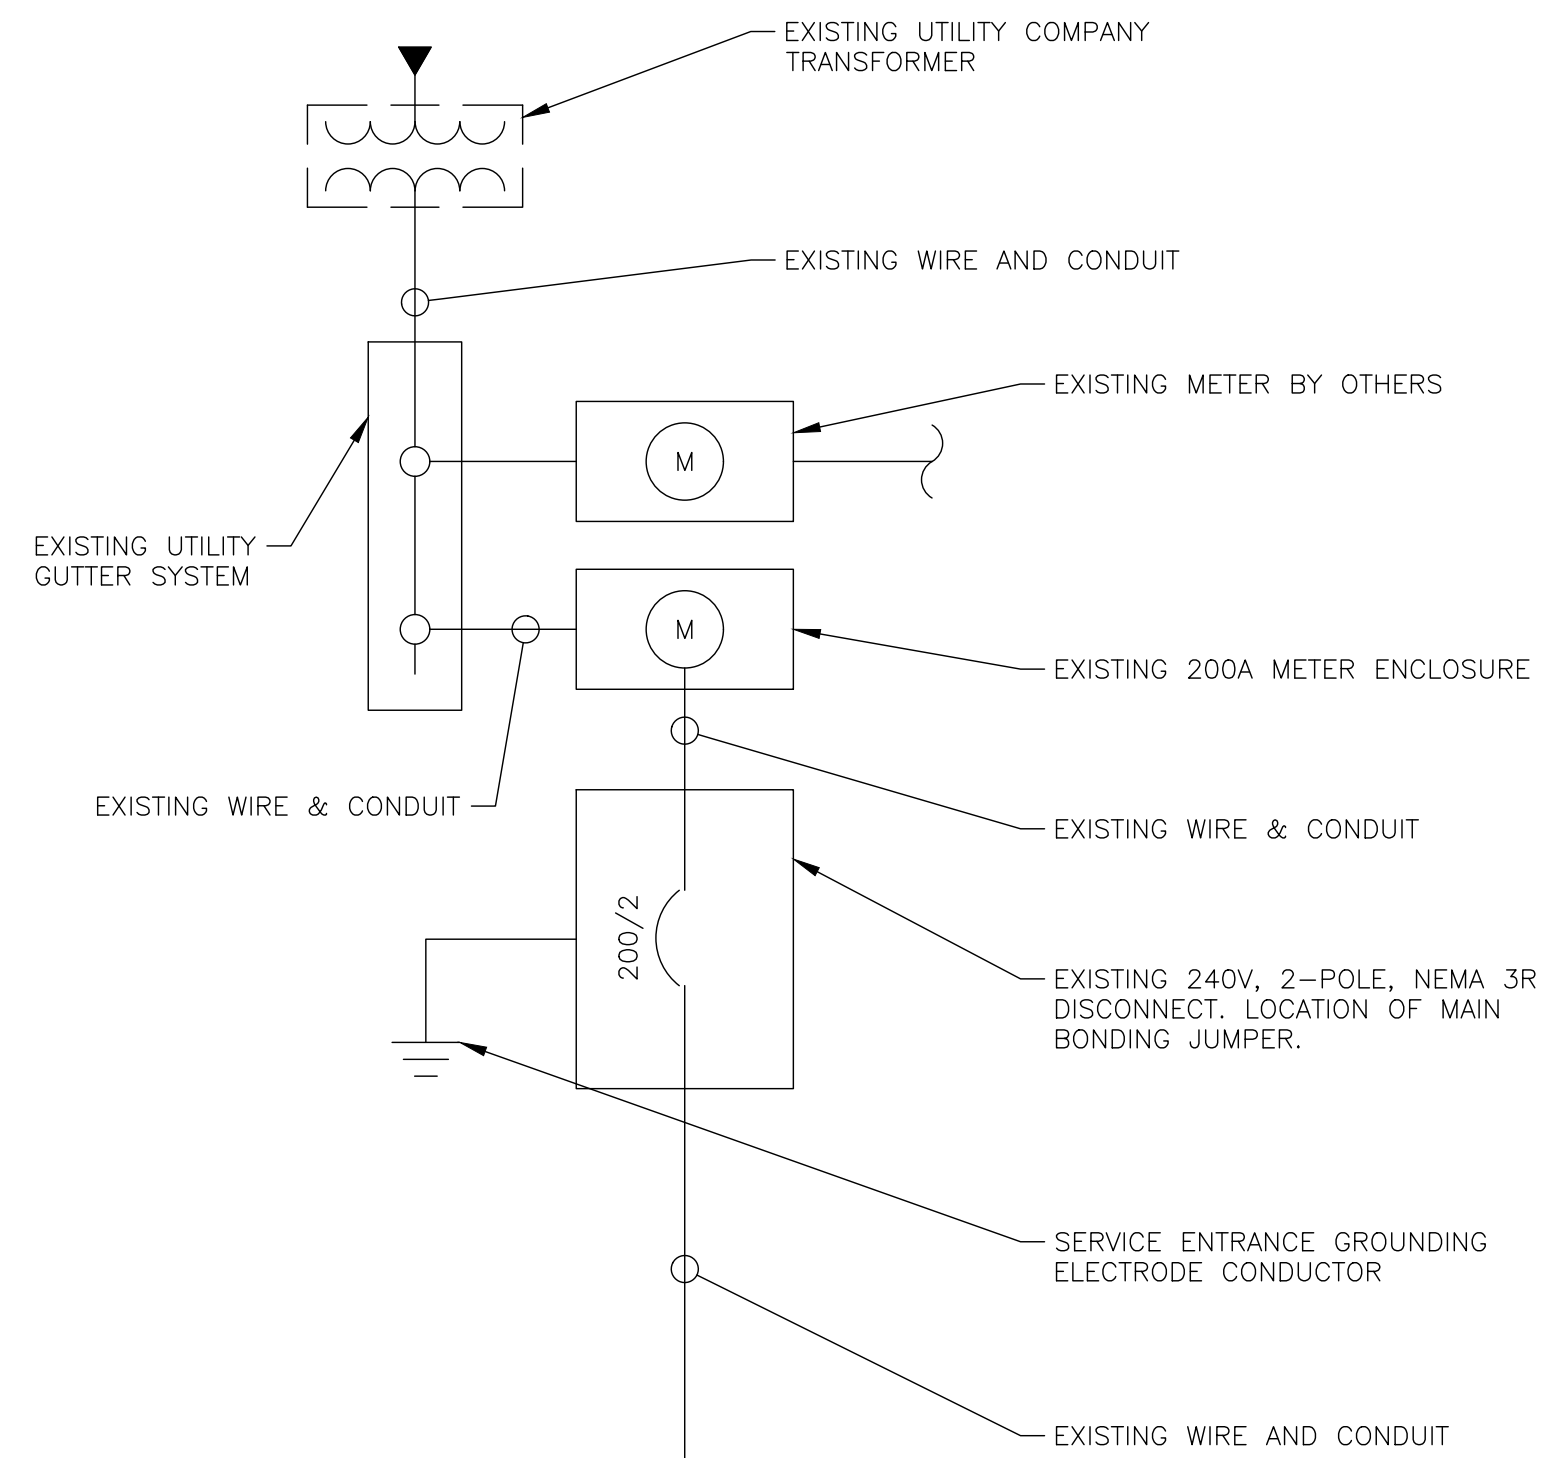 EXISTING UTILITY COMPANY
TRANSFORMER
EXISTING WIRE AND CONDUIT
EXISTING METER BY OTHERS
M
EXISTING UTILITY
GUTTER SYSTEM
M
EXISTING 200A METER ENCLOSURE
EXISTING WIRE & CONDUIT
EXISTING WIRE & CONDUIT
200/2
EXISTING 240V, 2-POLE, NEMA 3R
DISCONNECT. LOCATION OF MAIN
BONDING JUMPER.
SERVICE ENTRANCE GROUNDING
ELECTRODE CONDUCTOR
EXISTING WIRE AND CONDUIT